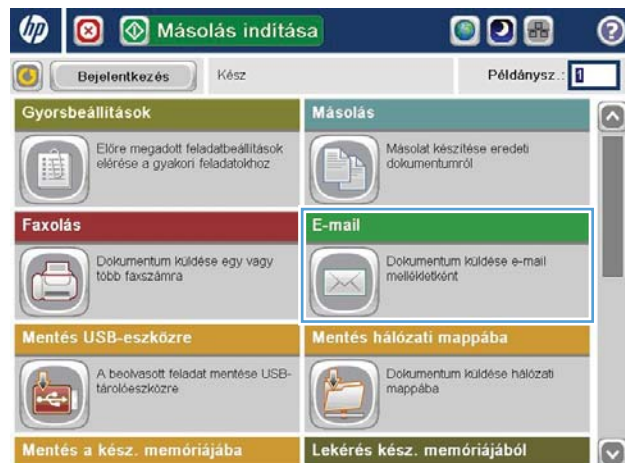 hp
Másolás indítása
?
Bejelentkezés
Kész
Példánysz.: 1
Gyorsbeállítások
Előre megadott feladatbeállítások
elérése a gyakori feladatokhoz
Másolás
Másolat készítése eredeti
dokumentumról
Faxolás
Dokumentum küldése egy vagy
több faxszámra
E-mail
Dokumentum küldése e-mail
mellékletként
Mentés USB-eszközre
A beolvasott feladat mentése USB-
tárolóeszközre
Mentés hálózati mappába
Dokumentum küldése hálózati
mappába
Mentés a kész. memóriájába
Lekérés kész. memóriájából